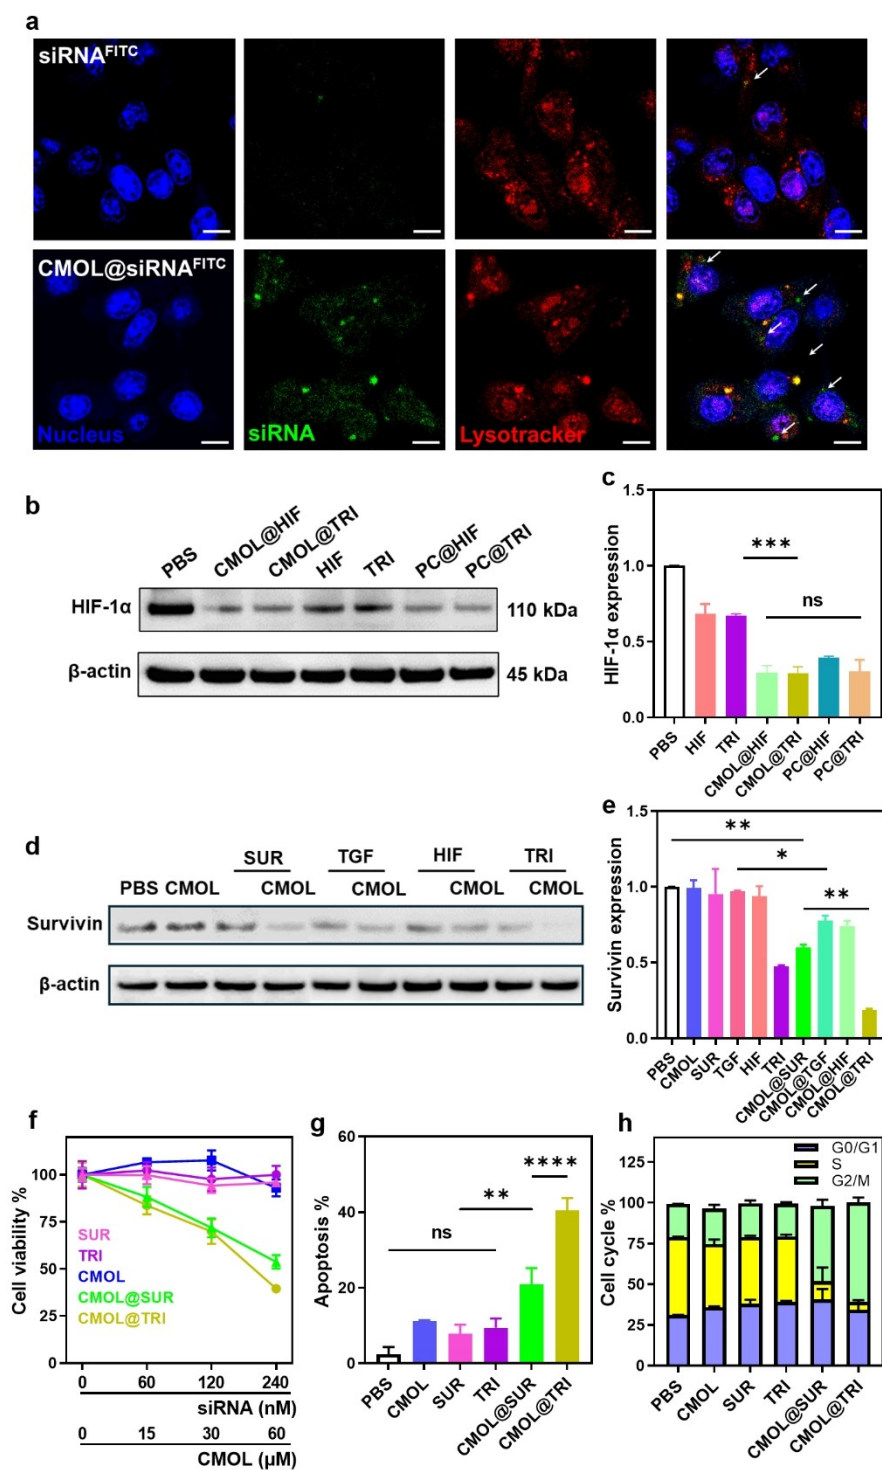 a
siRNAFITC
CMOL@siRNAFITC
Nucleus
siRNA
Lysotracker
b
PBS
CMOL@HIF
CMOL@TRI
HIF
TRI
PC@HIF
PC@TRI
HIF-1α
110 kDa
β-actin
45 kDa
c
HIF-1α expression
1.5
1.0
0.5
0.0
***
ns
PBS
HIF
TRI
CMOL@HIF
CMOL@TRI
PC@HIF
PC@TRI
d
SUR TGF HIF TRI
PBS CMOL CMOL CMOL CMOL CMOL
Survivin
β-actin
e
Survivin expression
1.5
1.0
0.5
0.0
**
*
**
PBS
CMOL
SUR
TGF
HIF
TRI
CMOL@SUR
CMOL@TGF
CMOL@HIF
CMOL@TRI
f
Cell viability %
100
75
50
25
0
SUR
TRI
CMOL
CMOL@SUR
CMOL@TRI
0 60 120 240
siRNA (nM)
0 15 30 60
CMOL (μM)
g
Apoptosis %
60
40
20
0
ns
**
****
PBS
CMOL
SUR
TRI
CMOL@SUR
CMOL@TRI
h
Cell cycle %
125
100
75
50
25
0
G0/G1
S
G2/M
PBS
CMOL
SUR
TRI
CMOL@SUR
CMOL@TRI